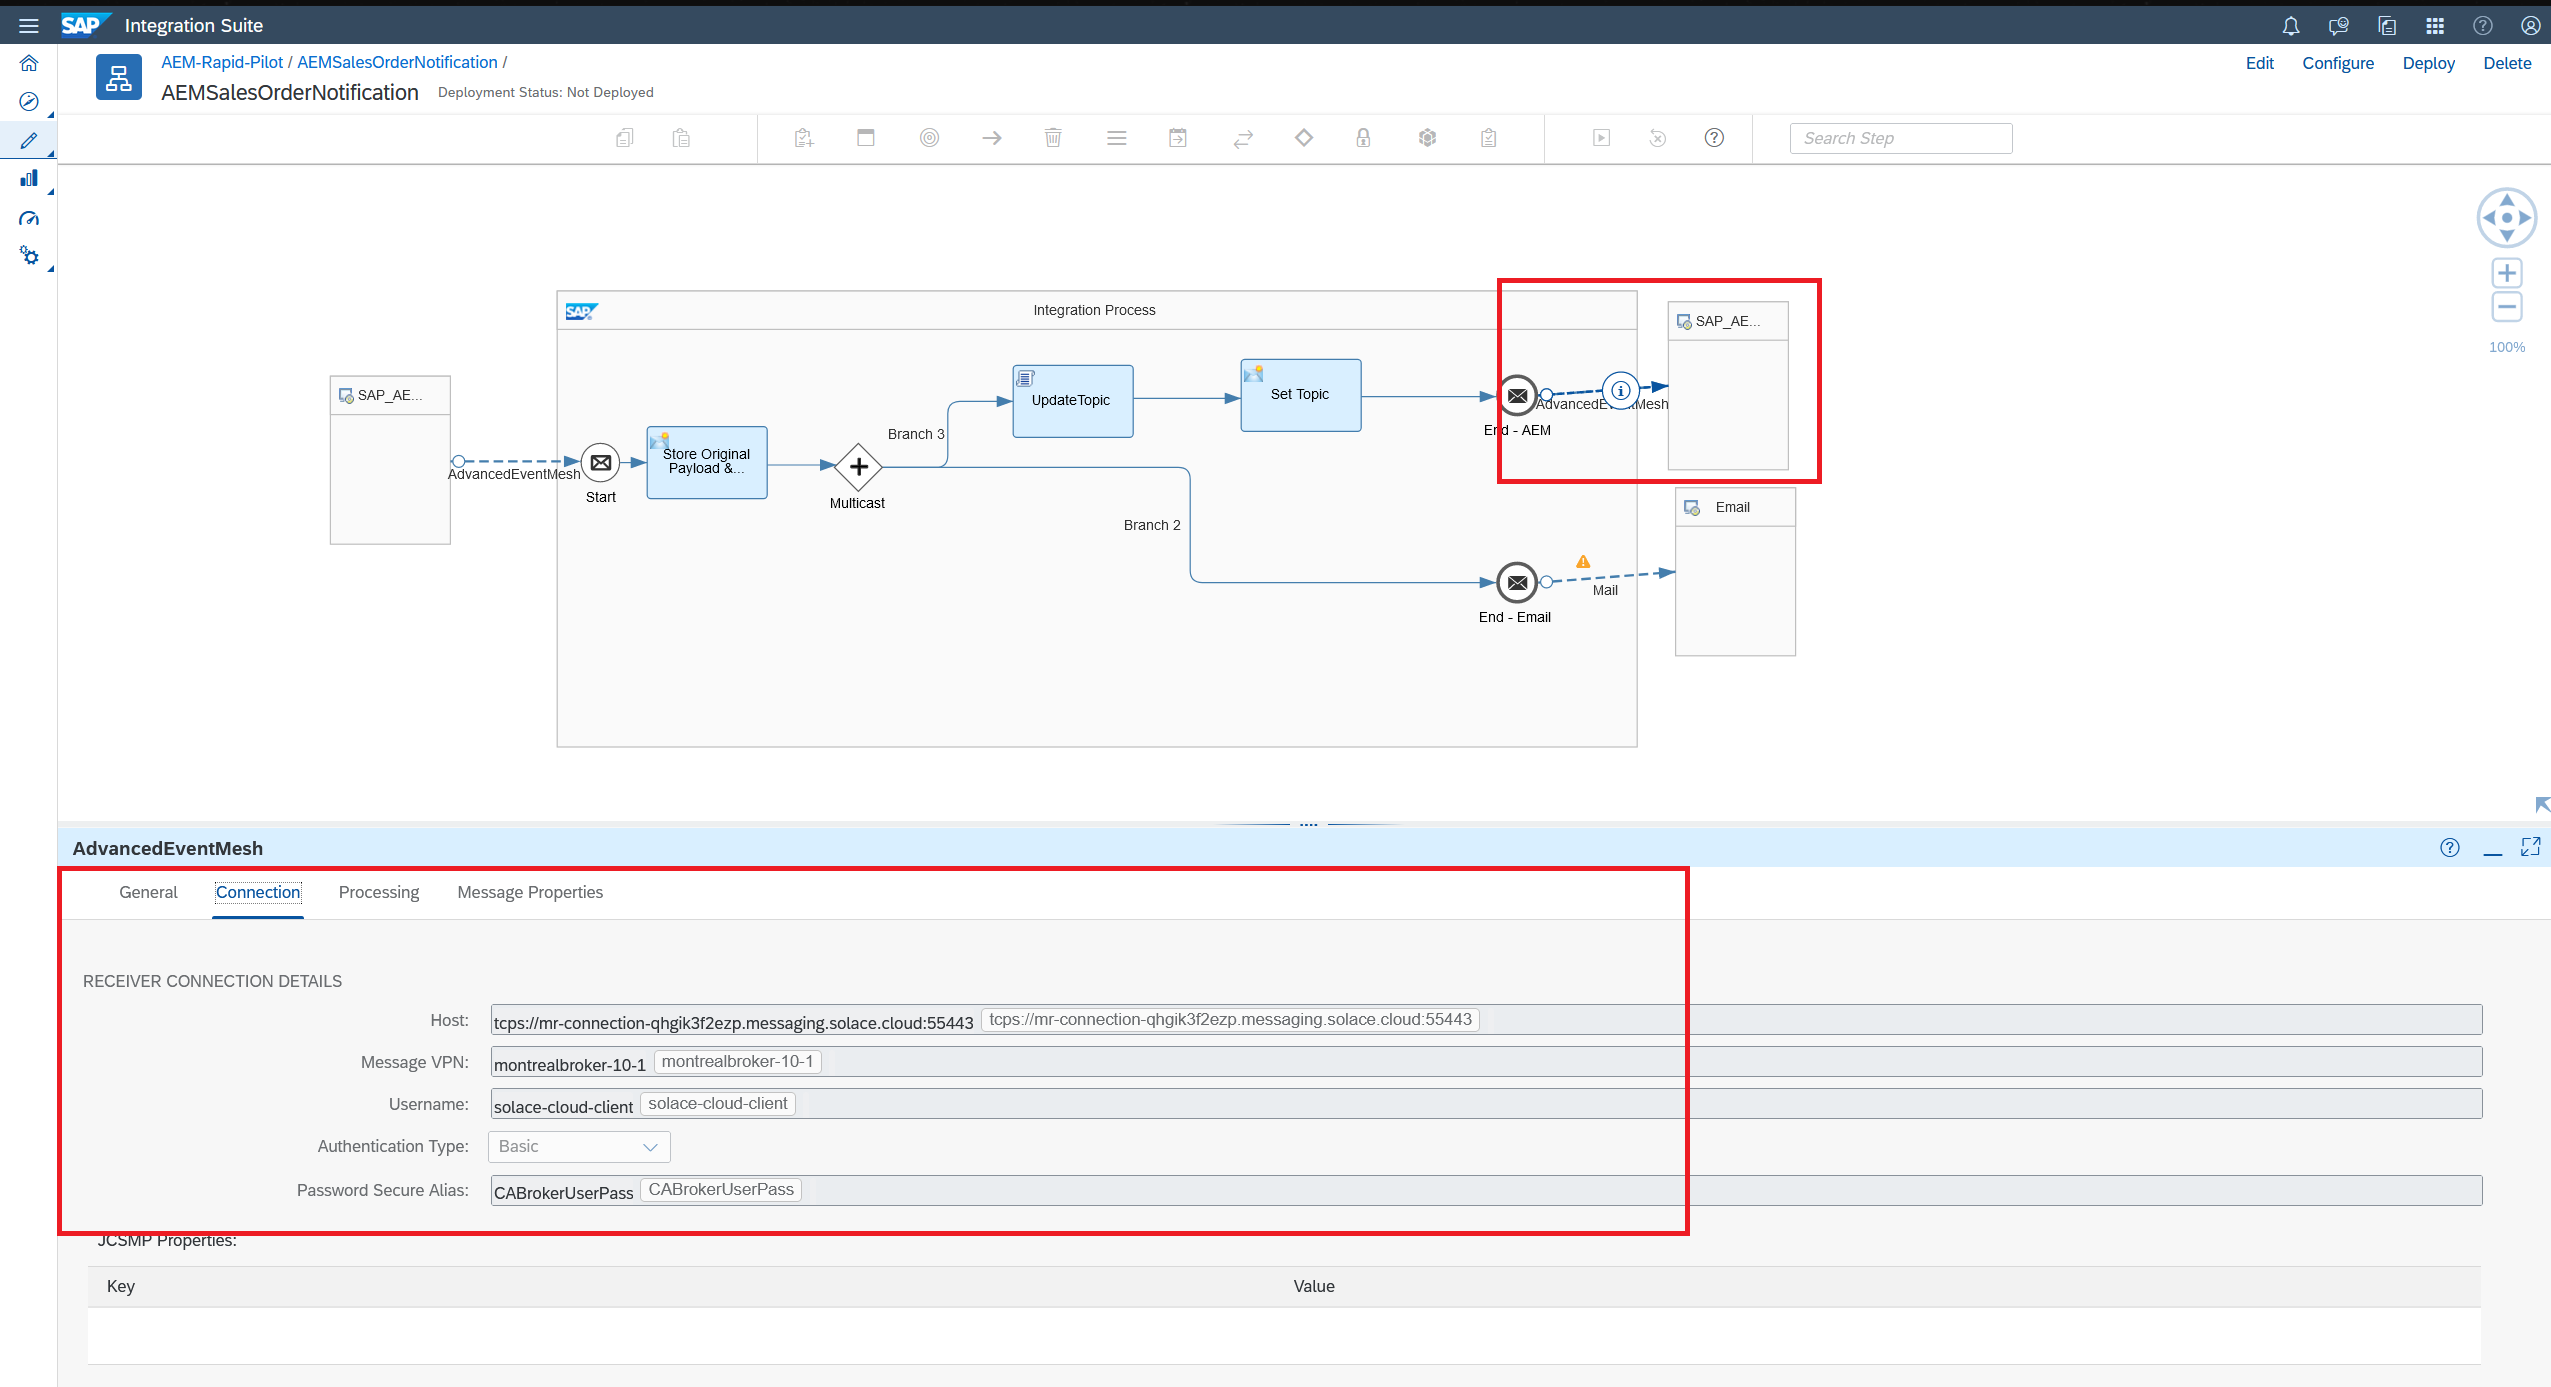 SAP Integration Suite
AEM-Rapid-Pilot / AEMSalesOrderNotification /
AEMSalesOrderNotification Deployment Status: Not Deployed
Edit Configure Deploy Delete
Search Step
100%
SAP Integration Process
SAP_AE...
AdvancedEventMesh
Start
Store Original
Payload &...
Multicast
Branch 3
Branch 2
UpdateTopic
Set Topic
End - AEM
AdvancedEventMesh
SAP_AE...
End - Email
Mail
Email
AdvancedEventMesh
General Connection Processing Message Properties
RECEIVER CONNECTION DETAILS
Host: tcps://mr-connection-qhgik3f2ezp.messaging.solace.cloud:55443 tcps://mr-connection-qhgik3f2ezp.messaging.solace.cloud:55443
Message VPN: montrealbroker-10-1 montrealbroker-10-1
Username: solace-cloud-client solace-cloud-client
Authentication Type: Basic
Password Secure Alias: CABrokerUserPass CABrokerUserPass
JCSMP Properties:
Key Value